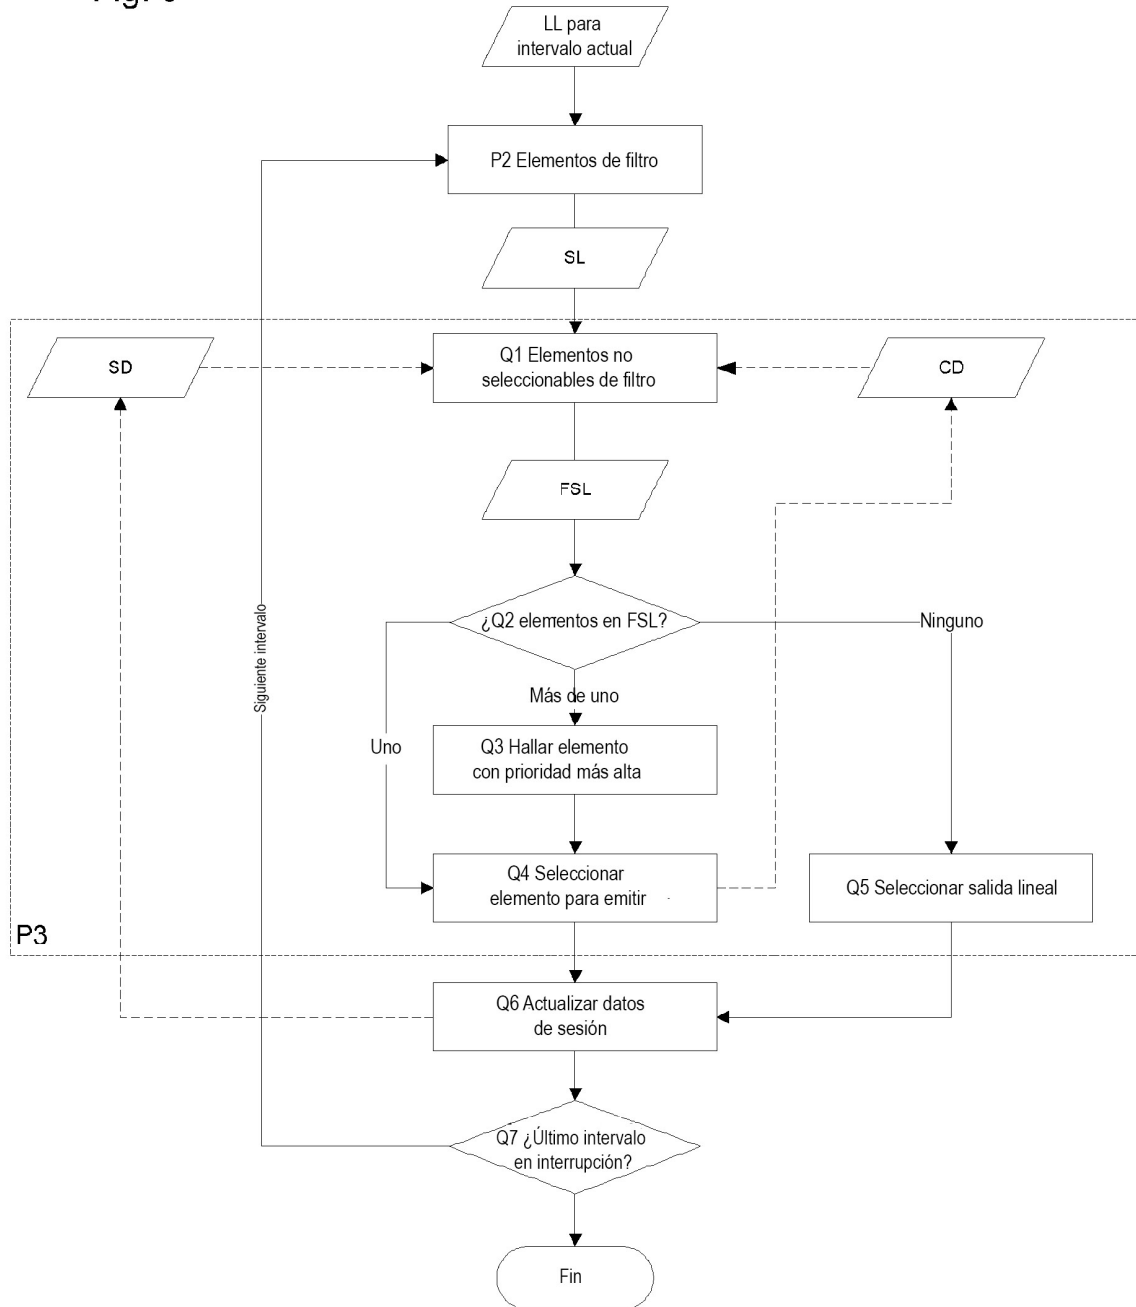 LL para
intervalo actual
P2 Elementos de filtro
SL
SD
Q1 Elementos no
seleccionables de filtro
CD
FSL
Siguiente intervalo
¿Q2 elementos en FSL?
Ninguno
Más de uno
Uno
Q3 Hallar elemento
con prioridad más alta
Q4 Seleccionar
elemento para emitir
Q5 Seleccionar salida lineal
P3
Q6 Actualizar datos
de sesión
Q7 ¿Último intervalo
en interrupción?
Fin